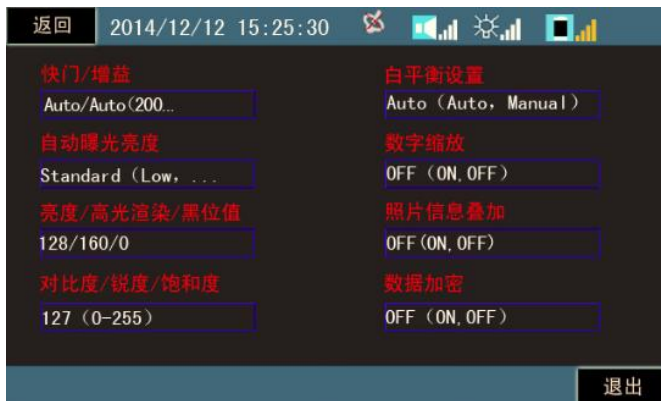 返回 2014/12/12 15:25:30
快门/增益
Auto/Auto(200...
自动曝光亮度
Standard（Low，...
亮度/高光渲染/黑位值
128/160/0
对比度/锐度/饱和度
127（0-255）
白平衡设置
Auto（Auto，Manual）
数字缩放
OFF（ON,OFF）
照片信息叠加
OFF(ON,OFF)
数据加密
OFF（ON,OFF）
退出